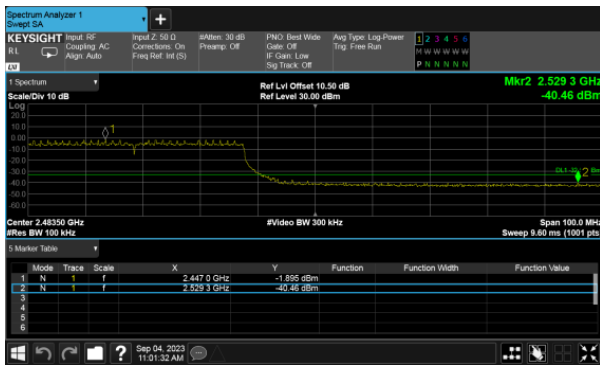 Spectrum Analyzer 1
Swept SA
KEYSIGHT Input: RF Input Z: 50 Ω #Atten: 30 dB PNO: Best Wide Avg Type: Log-Power 1 2 3 4 5 6
RL Coupling: AC Corrections: On Preamp: Off Gate: Off Trig: Free Run M W W W W W
Align: Auto Freq Ref: Int (S) IF Gain: Low P N N N N N
Sig Track: Off
1 Spectrum Ref Lvl Offset 10.50 dB Mkr2 2.529 3 GHz
Scale/Div 10 dB Ref Level 30.00 dBm -40.46 dBm
Log
20.0
10.0
0.00
-10.0
-20.0
-30.0
-40.0
-50.0
-60.0
1
2
Center 2.48350 GHz #Video BW 300 kHz Span 100.0 MHz
#Res BW 100 kHz Sweep 9.60 ms (1001 pts)
5 Marker Table
Mode Trace Scale X Y Function Function Width Function Value
1 N 1 f 2.447 0 GHz -1.895 dBm
2 N 1 f 2.529 3 GHz -40.46 dBm
3
4
5
6
Sep 04, 2023
11:01:32 AM